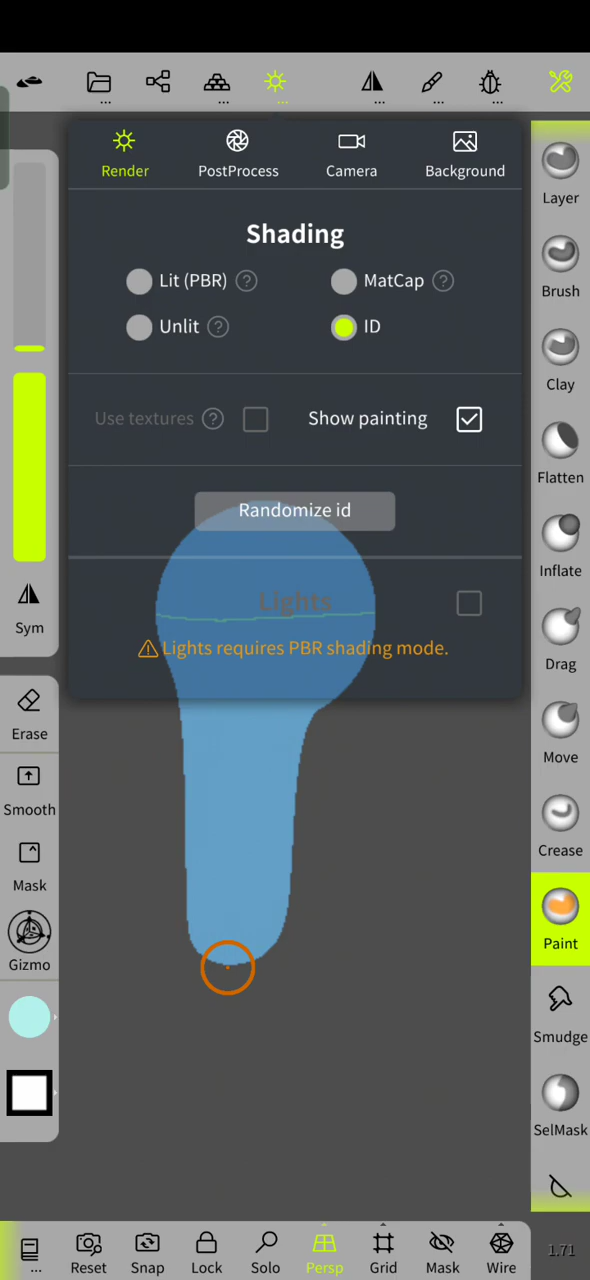 Render
PostProcess
Camera
Background
Shading
Lit (PBR) ?
MatCap ?
Unlit ?
ID
Use textures ?
Show painting
Randomize id
Lights
Lights requires PBR shading mode.
Sym
Erase
Smooth
Mask
Gizmo
Layer
Brush
Clay
Flatten
Inflate
Drag
Move
Crease
Paint
Smudge
SelMask
Reset
Snap
Lock
Solo
Persp
Grid
Mask
Wire
1.71